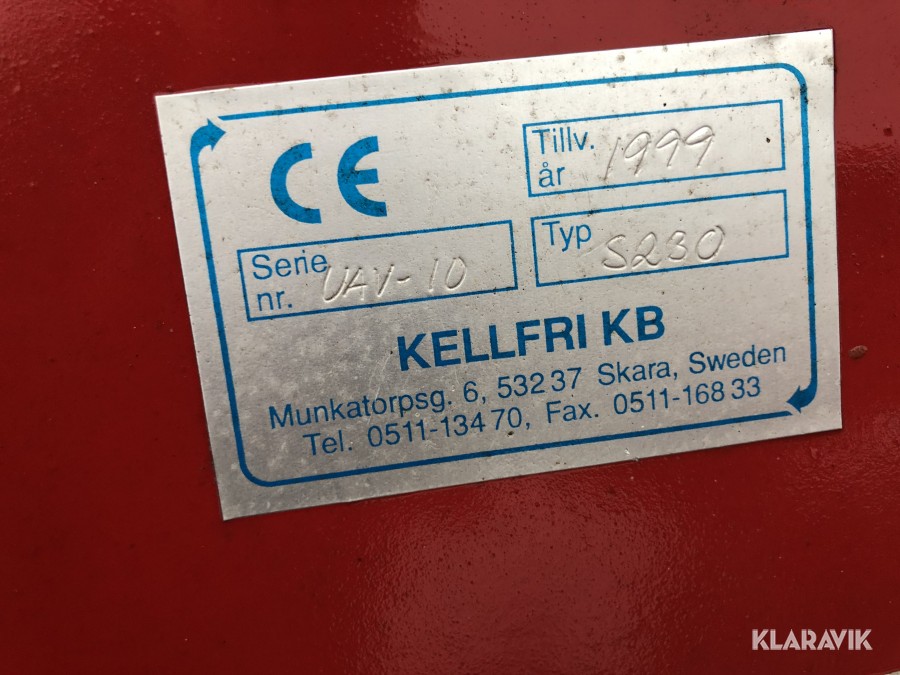 CE
Tillv. år 1999
Serie nr. UAV-10
Typ S230
KELLFRI KB
Munkatorpsg. 6, 532 37 Skara, Sweden
Tel. 0511-134 70, Fax. 0511-168 33
KLARAVIK